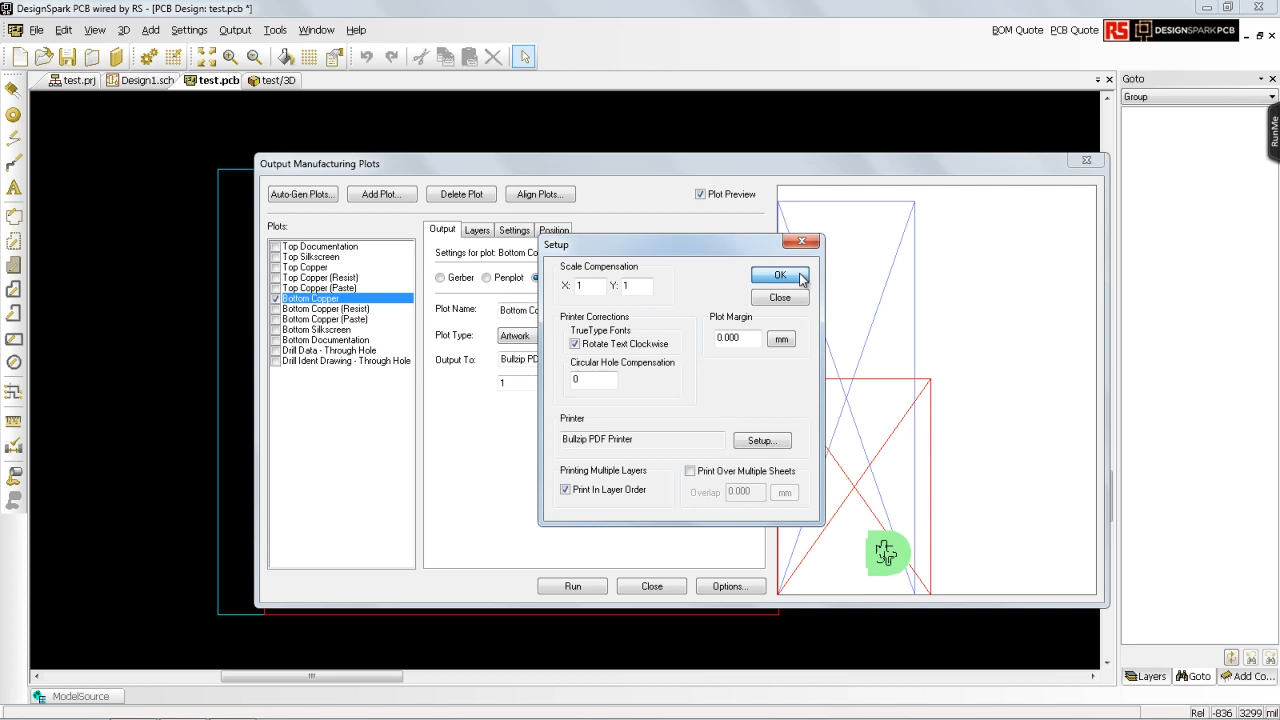 DesignSpark PCB wired by RS - [PCB Design: test.pcb *]
File Edit View 3D Add Settings Output Tools Window Help
BOM Quote PCB Quote RS DESIGNSPARKPCB
test.prj Design1.sch test.pcb test/3D
Goto
Group
RunMe
Output Manufacturing Plots
Auto-Gen Plots... Add Plot... Delete Plot Align Plots... Plot Preview
Plots:
Top Documentation
Top Silkscreen
Top Copper
Top Copper (Resist)
Top Copper (Paste)
Bottom Copper
Bottom Copper (Resist)
Bottom Copper (Paste)
Bottom Silkscreen
Bottom Documentation
Drill Data - Through Hole
Drill Ident Drawing - Through Hole
Output Layers Settings Position
Settings for plot: Bottom Co
Gerber Penplot
Plot Name: Bottom Co
Plot Type: Artwork
Output To: Bullzip PD
1
Setup
Scale Compensation
X: 1 Y: 1
OK
Close
Printer Corrections
TrueType Fonts
Rotate Text Clockwise
Circular Hole Compensation
0
Plot Margin
0.000 mm
Printer
Bullzip PDF Printer Setup...
Printing Multiple Layers
Print In Layer Order
Print Over Multiple Sheets
Overlap 0.000 mm
Run Close Options...
Layers Goto Add Co...
ModelSource
Rel -836 3299 mil